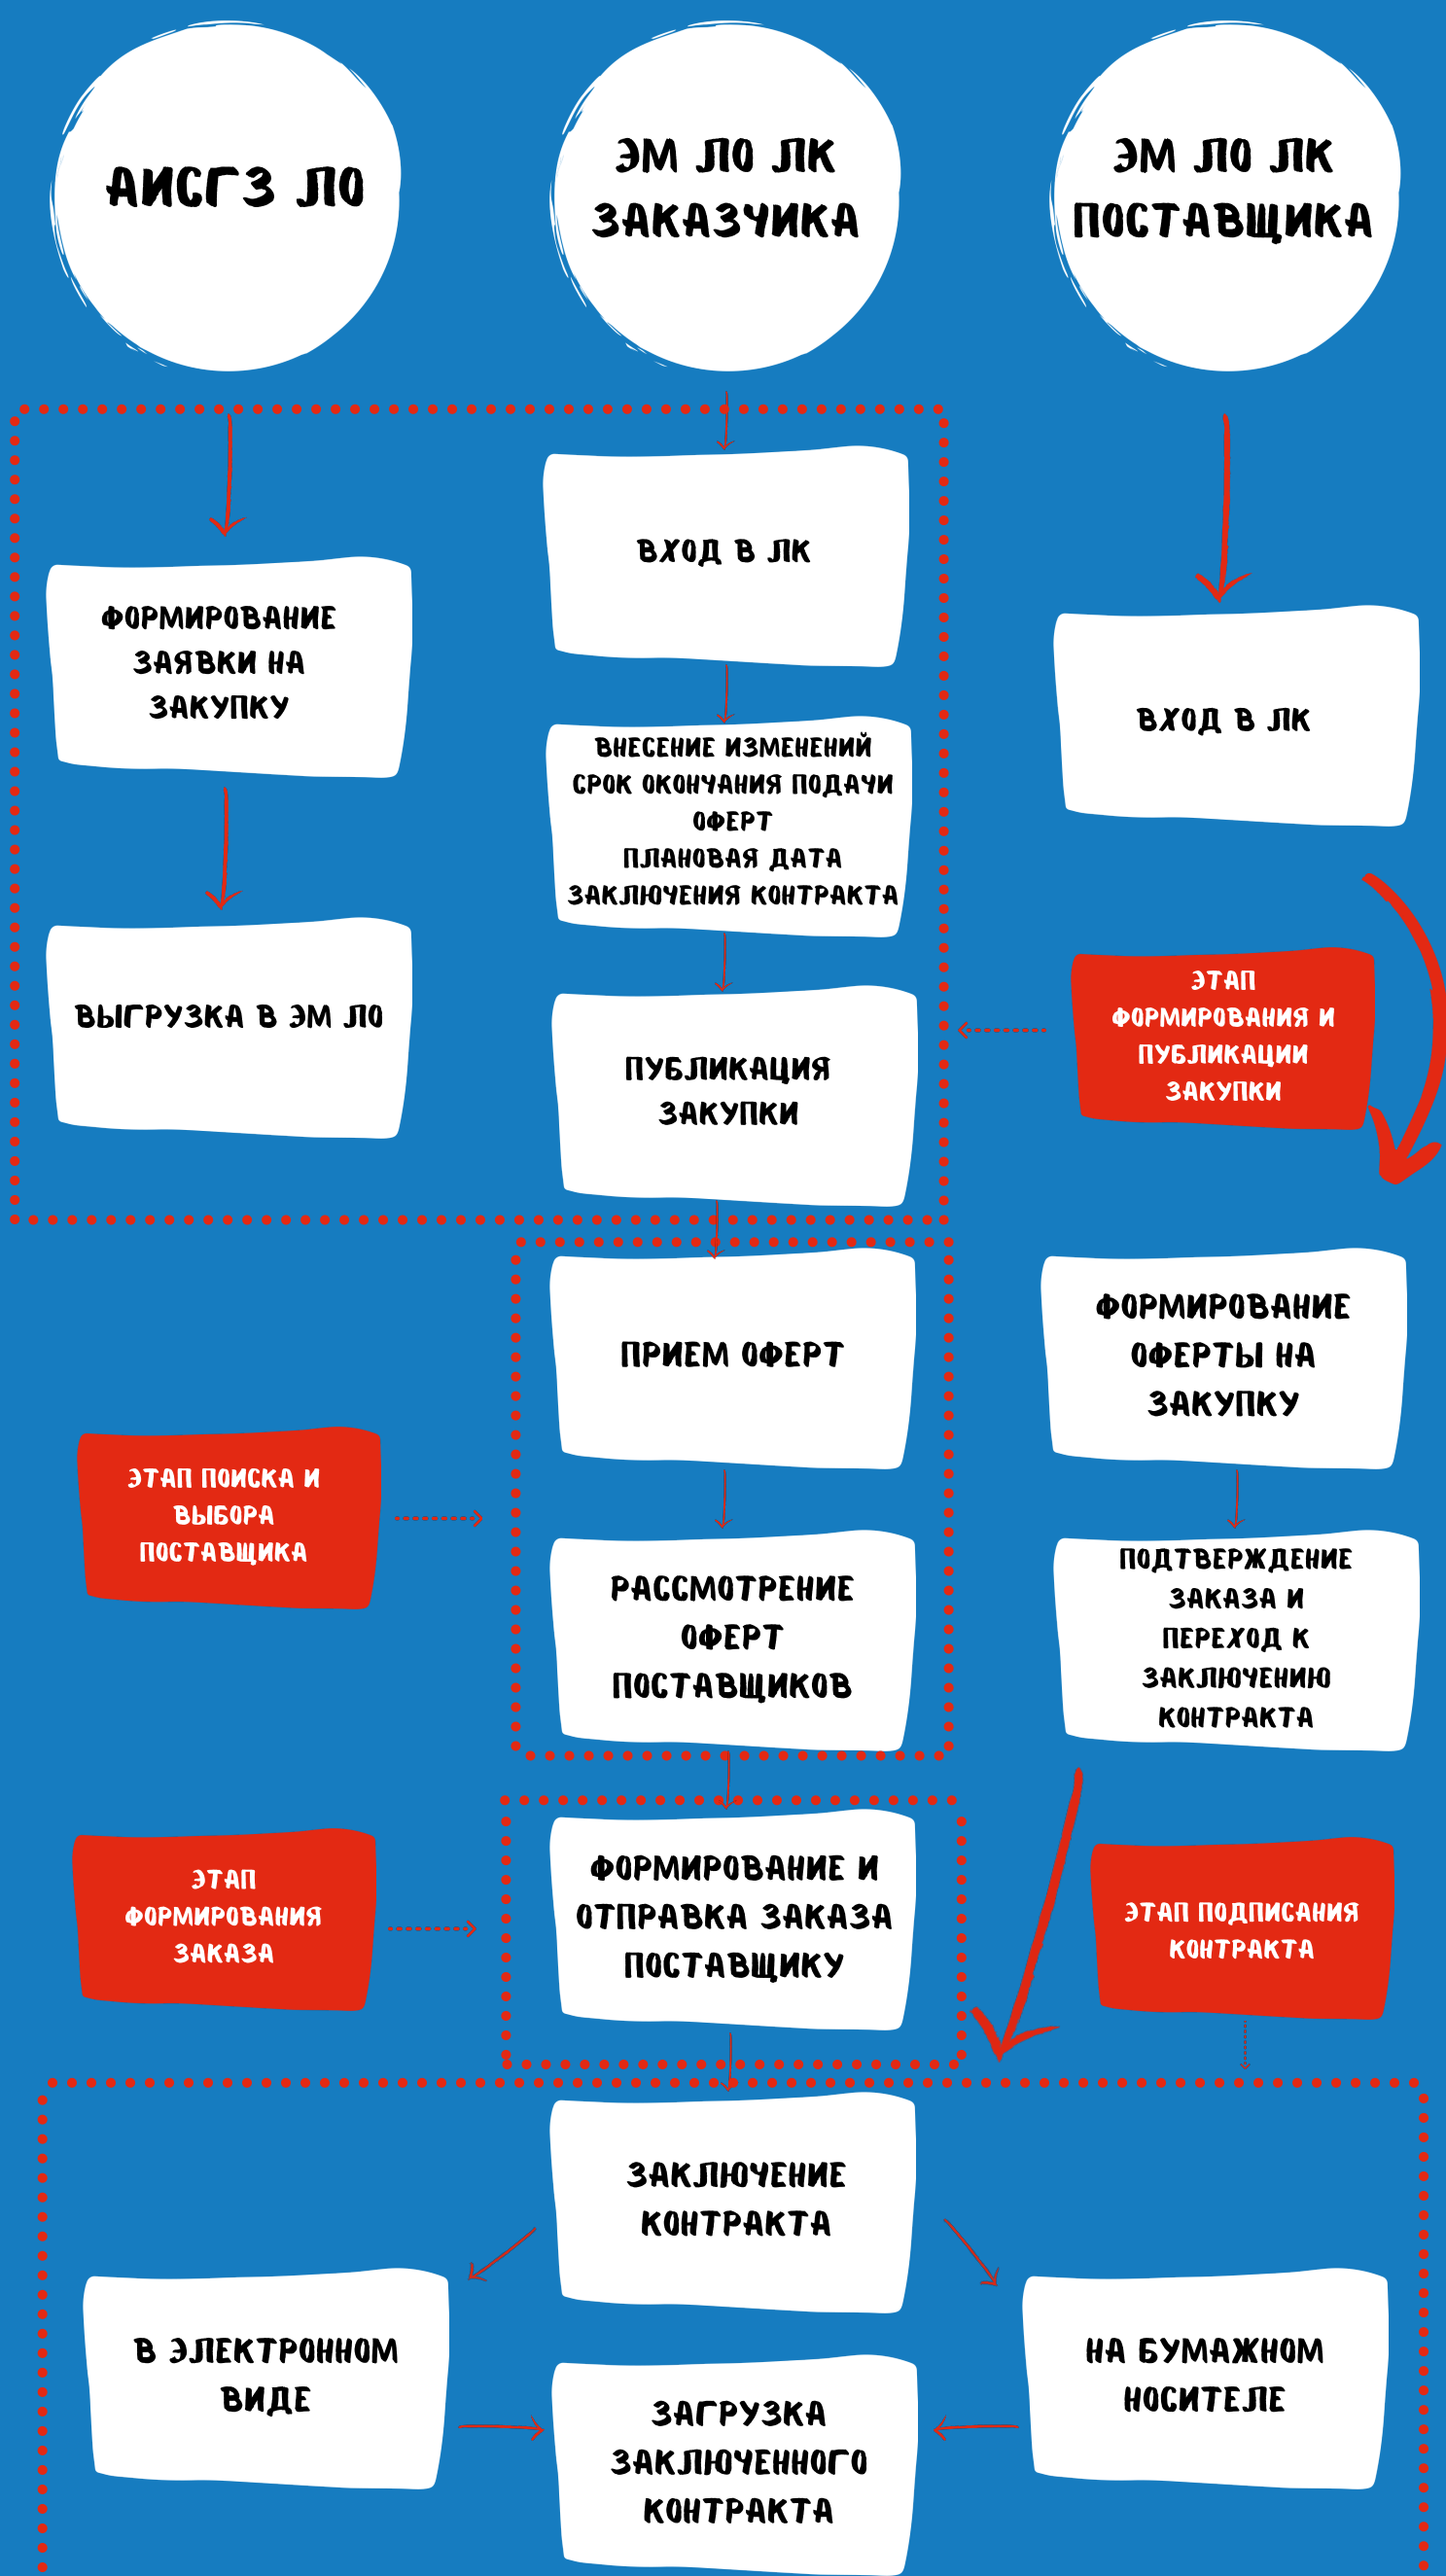 АИСГЗ ЛО
ЭМ ЛО ЛК
ЗАКАЗЧИКА
ЭМ ЛО ЛК
ПОСТАВЩИКА
ВХОД В ЛК
ФОРМИРОВАНИЕ
ЗАЯВКИ НА
ЗАКУПКУ
ВХОД В ЛК
ВНЕСЕНИЕ ИЗМЕНЕНИЙ
СРОК ОКОНЧАНИЯ ПОДАЧИ
ОФЕРТ
ПЛАНОВАЯ ДАТА
ЗАКЛЮЧЕНИЯ КОНТРАКТА
ВЫГРУЗКА В ЭМ ЛО
ПУБЛИКАЦИЯ
ЗАКУПКИ
ЭТАП
ФОРМИРОВАНИЯ И
ПУБЛИКАЦИИ
ЗАКУПКИ
ПРИЕМ ОФЕРТ
ФОРМИРОВАНИЕ
ОФЕРТЫ НА
ЗАКУПКУ
ЭТАП ПОИСКА И
ВЫБОРА
ПОСТАВЩИКА
РАССМОТРЕНИЕ
ОФЕРТ
ПОСТАВЩИКОВ
ПОДТВЕРЖДЕНИЕ
ЗАКАЗА И
ПЕРЕХОД К
ЗАКЛЮЧЕНИЮ
КОНТРАКТА
ЭТАП
ФОРМИРОВАНИЯ
ЗАКАЗА
ФОРМИРОВАНИЕ И
ОТПРАВКА ЗАКАЗА
ПОСТАВЩИКУ
ЭТАП ПОДПИСАНИЯ
КОНТРАКТА
ЗАКЛЮЧЕНИЕ
КОНТРАКТА
В ЭЛЕКТРОННОМ
ВИДЕ
ЗАГРУЗКА
ЗАКЛЮЧЕННОГО
КОНТРАКТА
НА БУМАЖНОМ
НОСИТЕЛЕ